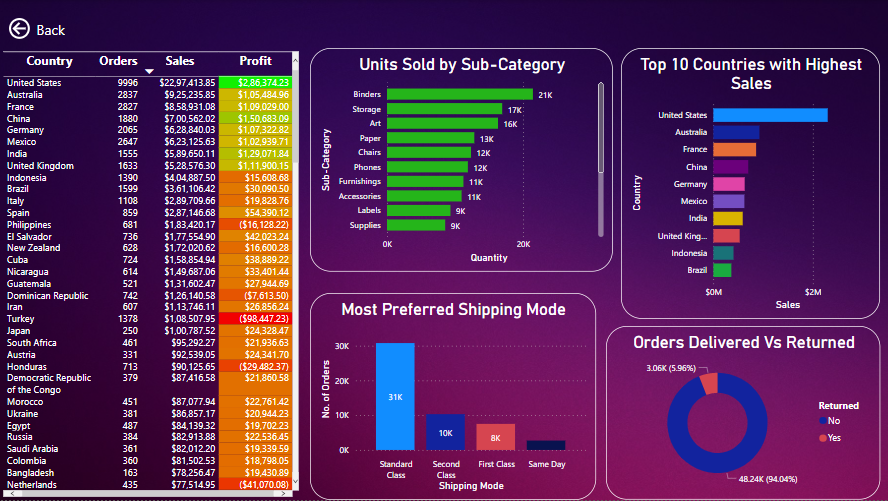 Back
Country Orders Sales Profit
United States 9996 $22,97,413.85 $2,86,374.23
Australia 2837 $9,25,235.85 $1,05,484.96
France 2827 $8,58,931.08 $1,09,029.00
China 1880 $7,00,562.02 $1,50,683.09
Germany 2065 $6,28,840.03 $1,07,322.82
Mexico 2647 $6,23,125.63 $1,02,939.71
India 1555 $5,89,650.11 $1,29,071.84
United Kingdom 1633 $5,28,576.30 $1,11,900.15
Indonesia 1390 $4,04,887.50 $15,608.68
Brazil 1599 $3,61,106.42 $30,090.50
Italy 1108 $2,89,709.66 $19,828.76
Spain 859 $2,87,146.68 $54,390.12
Philippines 681 $1,83,420.17 ($16,128.22)
El Salvador 736 $1,77,554.90 $42,023.24
New Zealand 628 $1,72,020.62 $16,600.28
Cuba 724 $1,58,854.94 $38,889.22
Nicaragua 614 $1,49,687.06 $33,401.44
Guatemala 521 $1,31,602.47 $27,944.69
Dominican Republic 742 $1,26,140.58 ($7,613.50)
Iran 607 $1,13,746.11 $26,856.24
Turkey 1378 $1,08,507.95 ($98,447.23)
Japan 250 $1,00,787.52 $24,328.47
South Africa 461 $95,292.27 $21,936.63
Austria 331 $92,539.05 $24,341.70
Honduras 713 $90,125.65 ($29,482.37)
Democratic Republic 379 $87,416.58 $21,860.58
of the Congo
Morocco 451 $87,077.94 $22,761.42
Ukraine 381 $86,857.17 $20,944.23
Egypt 487 $84,139.32 $19,702.23
Russia 384 $82,913.88 $22,536.45
Saudi Arabia 361 $82,012.20 $19,339.59
Colombia 360 $81,502.53 $18,798.05
Bangladesh 163 $78,256.47 $19,430.89
Netherlands 435 $77,514.95 ($41,070.08)
Units Sold by Sub-Category
Sub-Category
Binders 21K
Storage 17K
Art 16K
Paper 13K
Chairs 12K
Phones 12K
Furnishings 11K
Accessories 11K
Labels 9K
Supplies 9K
0K 20K
Quantity
Top 10 Countries with Highest
Sales
Country
United States
Australia
France
China
Germany
Mexico
India
United King...
Indonesia
Brazil
$0M $2M
Sales
Most Preferred Shipping Mode
No. of Orders
30K
20K
10K
0K
31K
10K
8K
Standard Second First Class Same Day
Class Class
Shipping Mode
Orders Delivered Vs Returned
3.06K (5.96%)
48.24K (94.04%)
Returned
No
Yes